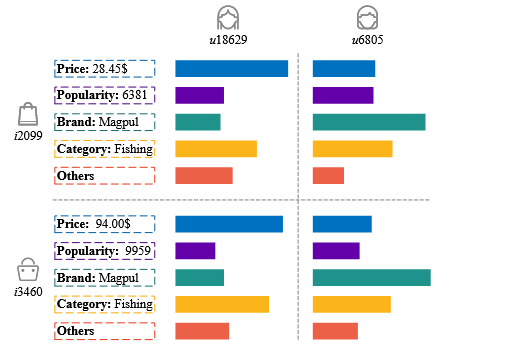 u18629 u6805
Price: 28.45$
Popularity: 6381
i2099
Brand: Magpul
Category: Fishing
Others
Price: 94.00$
Popularity: 9959
i3460
Brand: Magpul
Category: Fishing
Others